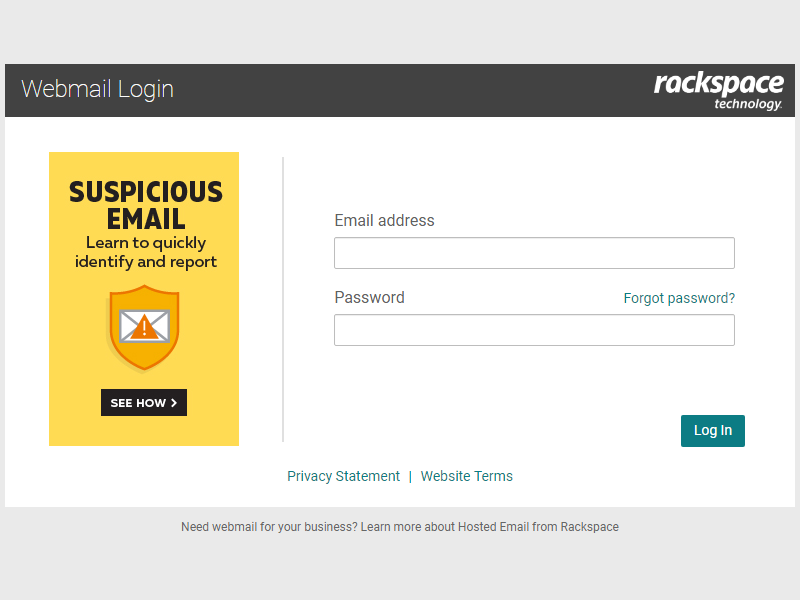 Webmail Login
rackspace
technology.
SUSPICIOUS
EMAIL
Learn to quickly
identify and report
SEE HOW >
Email address
Password
Forgot password?
Log In
Privacy Statement | Website Terms
Need webmail for your business? Learn more about Hosted Email from Rackspace